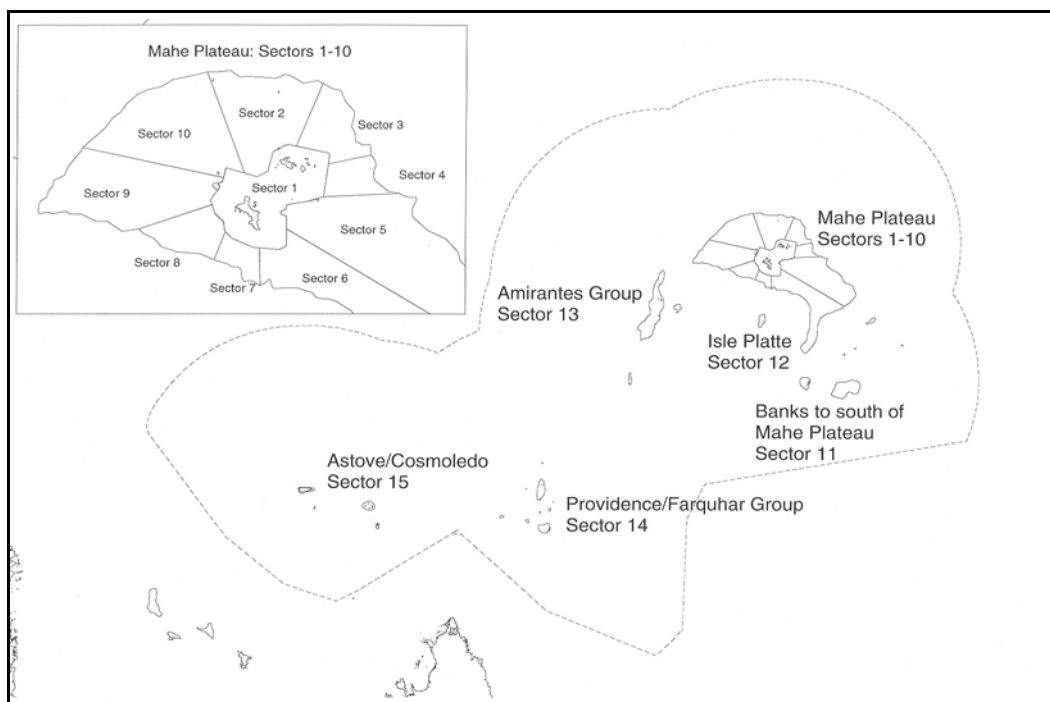 Mahe Plateau: Sectors 1-10
Sector 2
Sector 3
Sector 10
Sector 4
Sector 1
Sector 9
Sector 5
Sector 8
Sector 6
Sector 7
Mahe Plateau
Sectors 1-10
Amirantes Group
Sector 13
Isle Platte
Sector 12
Banks to south of
Mahe Plateau
Sector 11
Astove/Cosmoledo
Sector 15
Providence/Farquhar Group
Sector 14